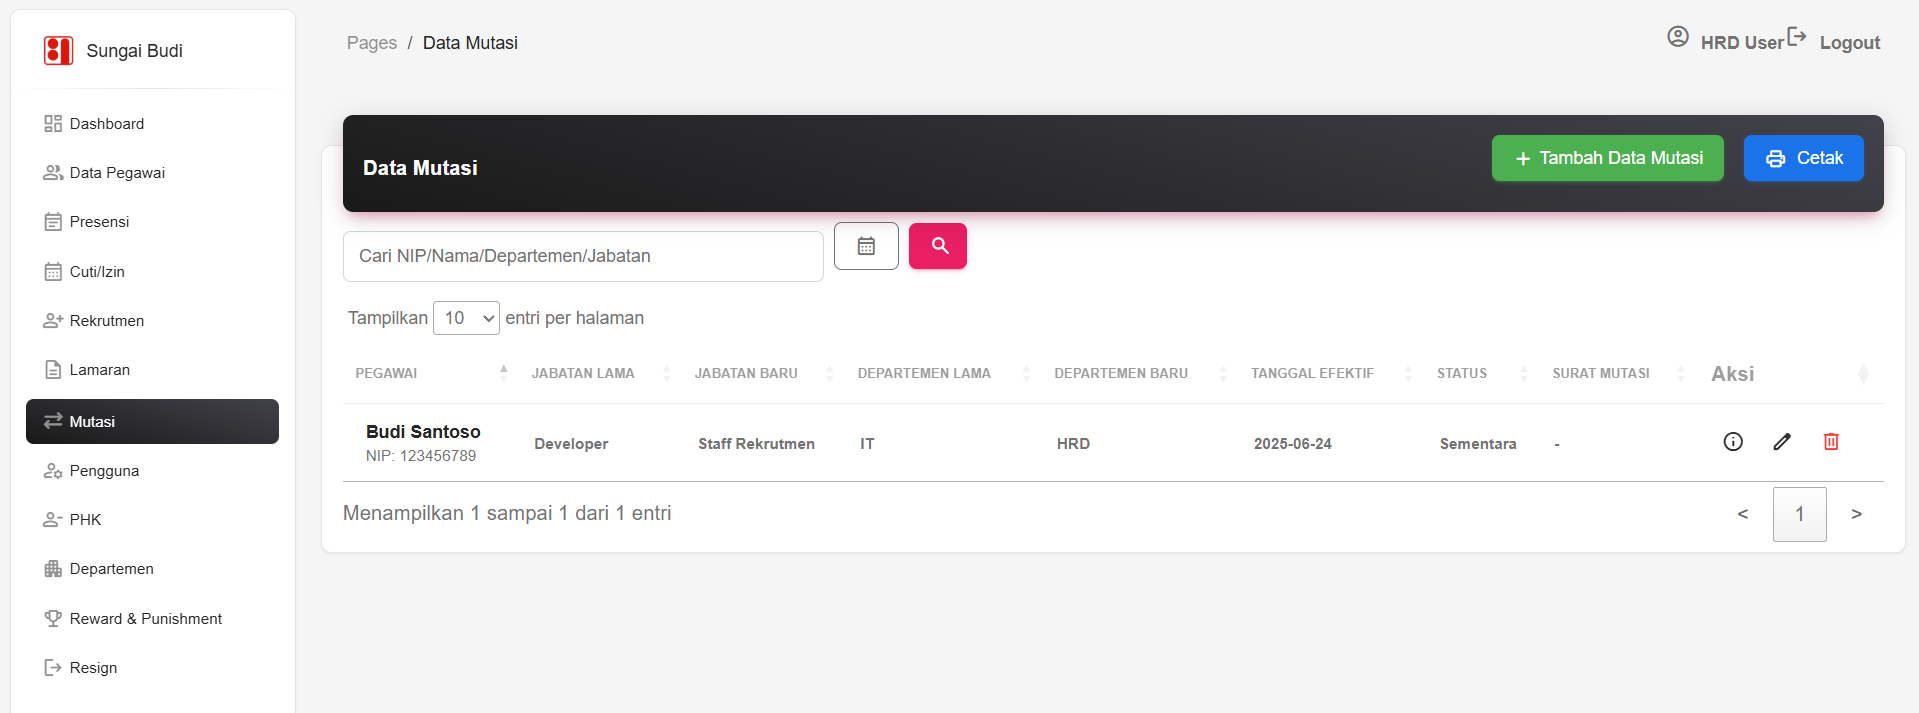 Sungai Budi
Dashboard
Data Pegawai
Presensi
Cuti/Izin
Rekrutmen
Lamaran
Mutasi
Pengguna
PHK
Departemen
Reward & Punishment
Resign
Pages / Data Mutasi
HRD User Logout
Data Mutasi
+ Tambah Data Mutasi
Cetak
Cari NIP/Nama/Departemen/Jabatan
Tampilkan 10 entri per halaman
PEGAWAI JABATAN LAMA JABATAN BARU DEPARTEMEN LAMA DEPARTEMEN BARU TANGGAL EFEKTIF STATUS SURAT MUTASI Aksi
Budi Santoso
NIP: 123456789
Developer Staff Rekrutmen IT HRD 2025-06-24 Sementara -
Menampilkan 1 sampai 1 dari 1 entri
< 1 >